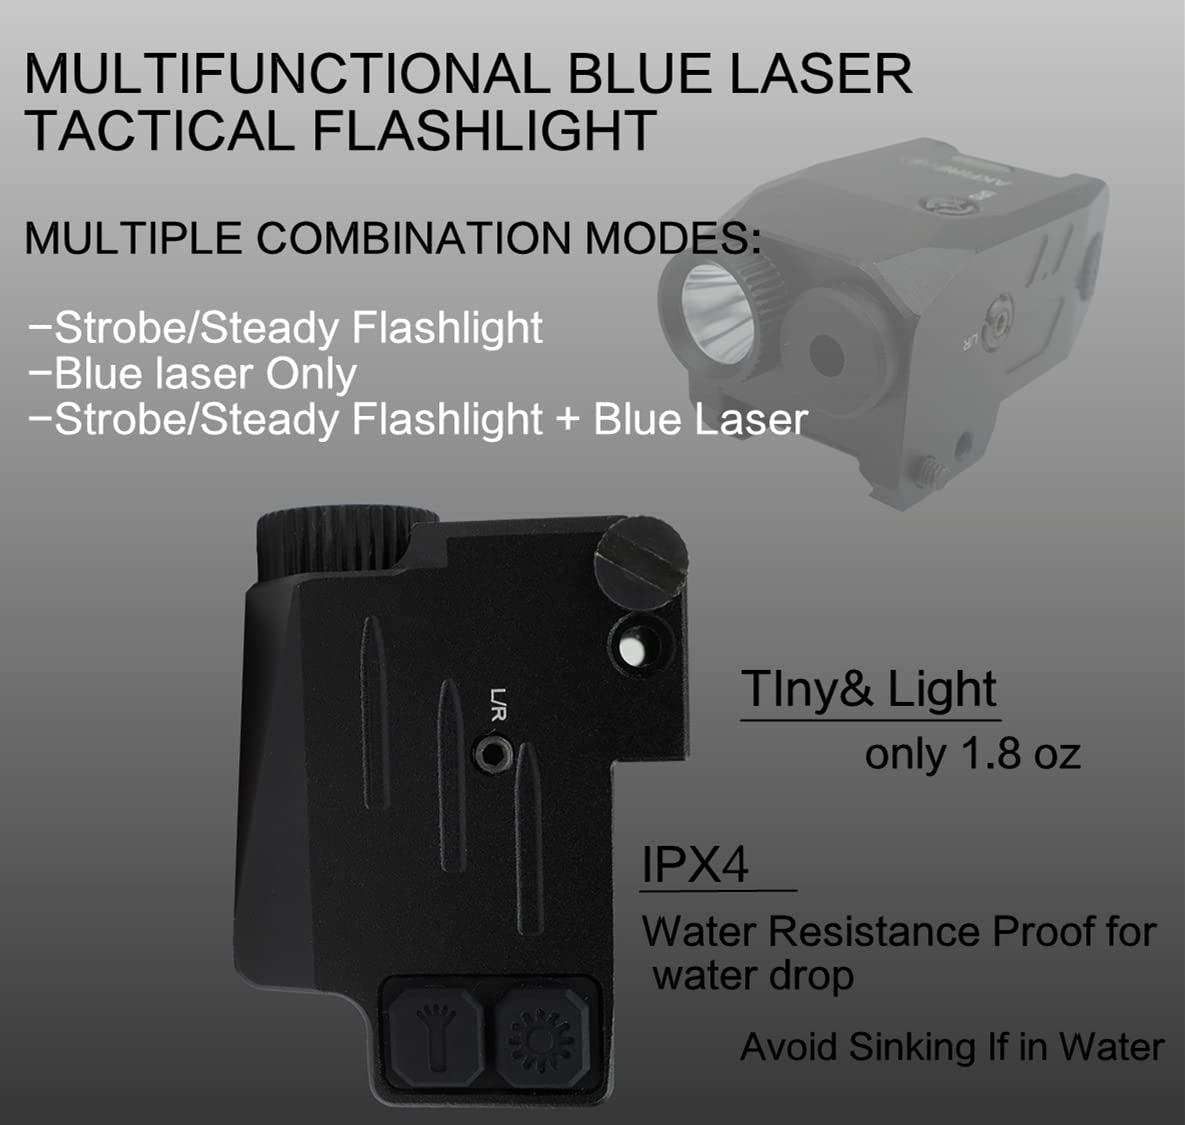 MULTIFUNCTIONAL BLUE LASER
TACTICAL FLASHLIGHT
MULTIPLE COMBINATION MODES:
−Strobe/Steady Flashlight
−Blue laser Only
−Strobe/Steady Flashlight + Blue Laser
L/R
L/R
TIny& Light
only 1.8 oz
IPX4
Water Resistance Proof for
water drop
Avoid Sinking If in Water